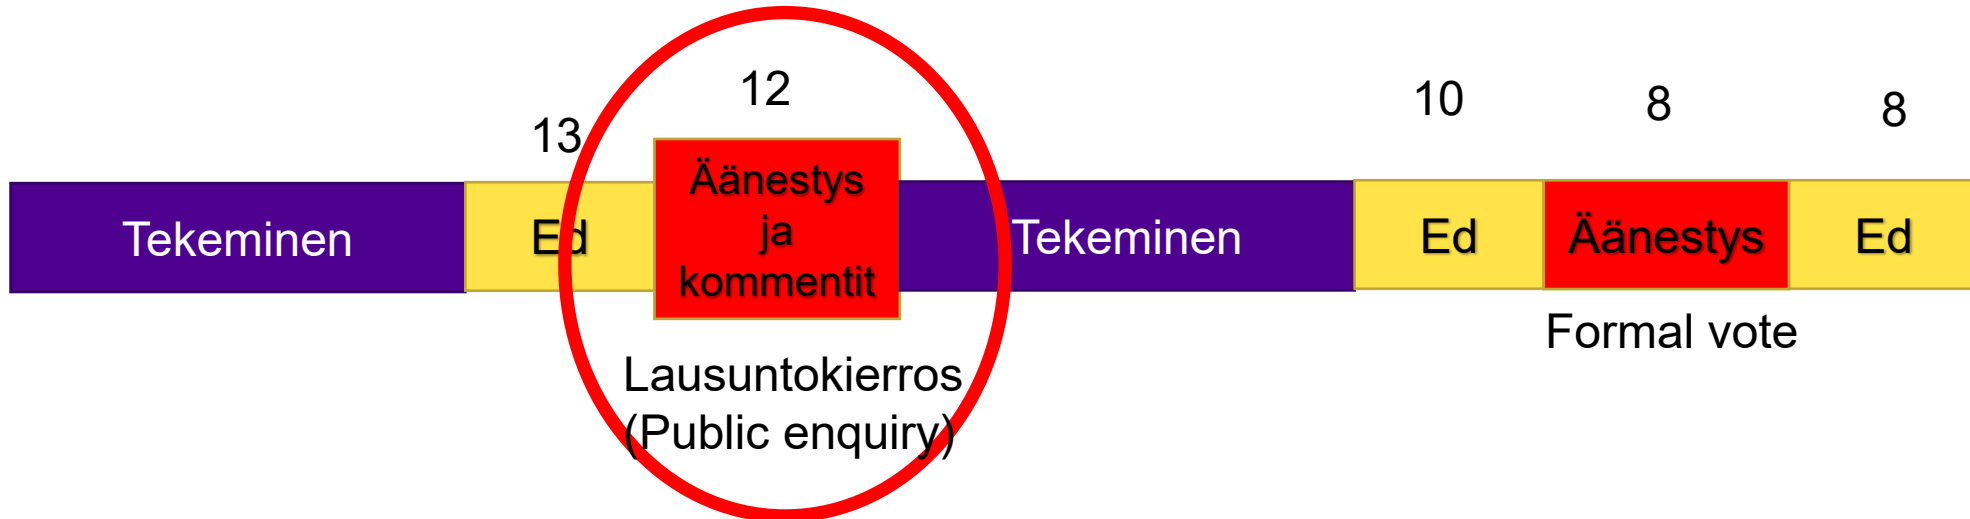 12
13
10
8
8
Tekeminen
Ed
Äänestys
ja
kommentit
Tekeminen
Ed
Äänestys
Ed
Formal vote
Lausuntokierros
(Public enquiry)